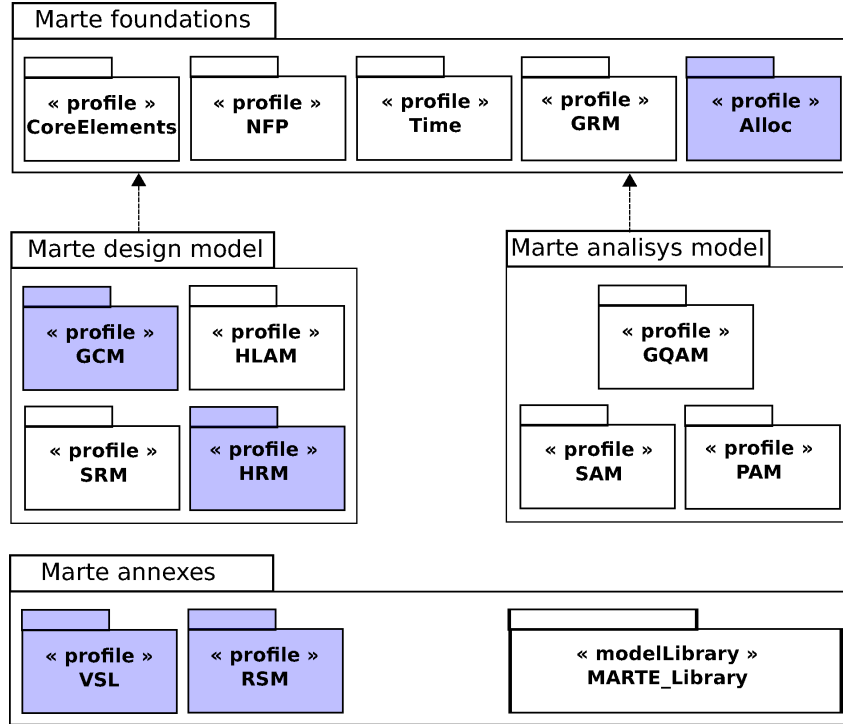 Marte foundations
« profile »
CoreElements
« profile »
NFP
« profile »
Time
« profile »
GRM
« profile »
Alloc
Marte design model
« profile »
GCM
« profile »
HLAM
« profile »
SRM
« profile »
HRM
Marte analisys model
« profile »
GQAM
« profile »
SAM
« profile »
PAM
Marte annexes
« profile »
VSL
« profile »
RSM
« modelLibrary »
MARTE_Library